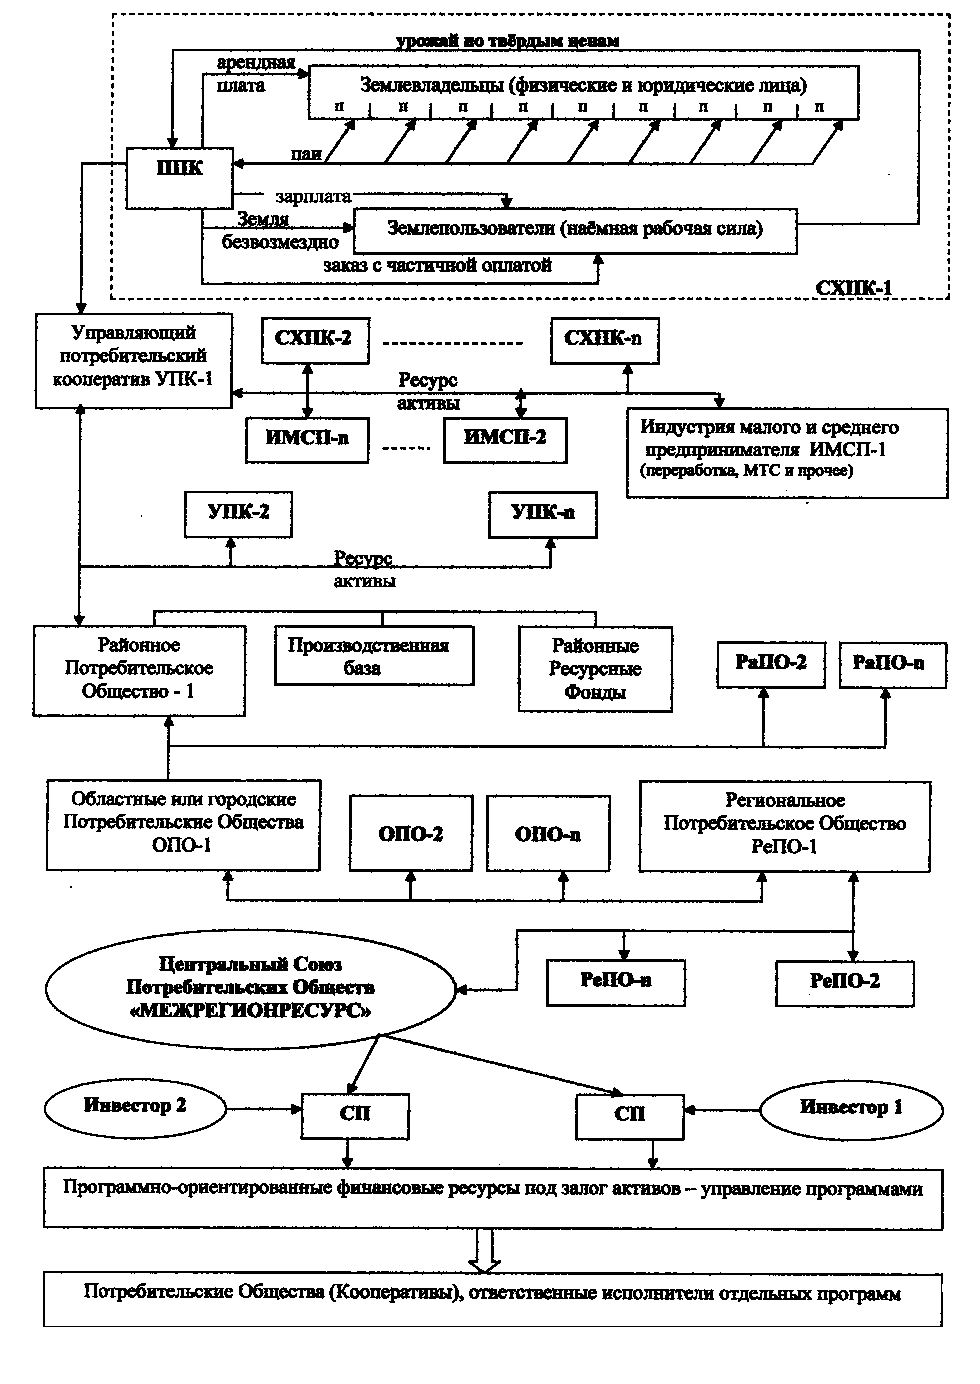 урожай по твёрдым ценам
арендная
плата
Землевладельцы (физические и юридические лица)
п | п | п | п | п | п | п | п | п
паи
ППК
зарплата
Земля
безвозмездно
Землепользователи (наёмная рабочая сила)
заказ с частичной оплатой
СХПК-1
Управляющий
потребительский
кооператив УПК-1
СХПК-2
СХПК-n
Ресурс
активы
ИМСП-n
ИМСП-2
Индустрия малого и среднего
предпринимателя ИМСП-1
(переработка, МТС и прочее)
УПК-2
УПК-n
Ресурс
активы
Районное
Потребительское
Общество - 1
Производственная
база
Районные
Ресурсные
Фонды
РаПО-2
РаПО-n
Областные или городские
Потребительские Общества
ОПО-1
ОПО-2
ОПО-n
Региональное
Потребительское Общество
РеПО-1
Центральный Союз
Потребительских Обществ
«МЕЖРЕГИОНРЕСУРС»
РеПО-n
РеПО-2
Инвестор 2
СП
СП
Инвестор 1
Программно-ориентированные финансовые ресурсы под залог активов – управление программами
Потребительские Общества (Кооперативы), ответственные исполнители отдельных программ